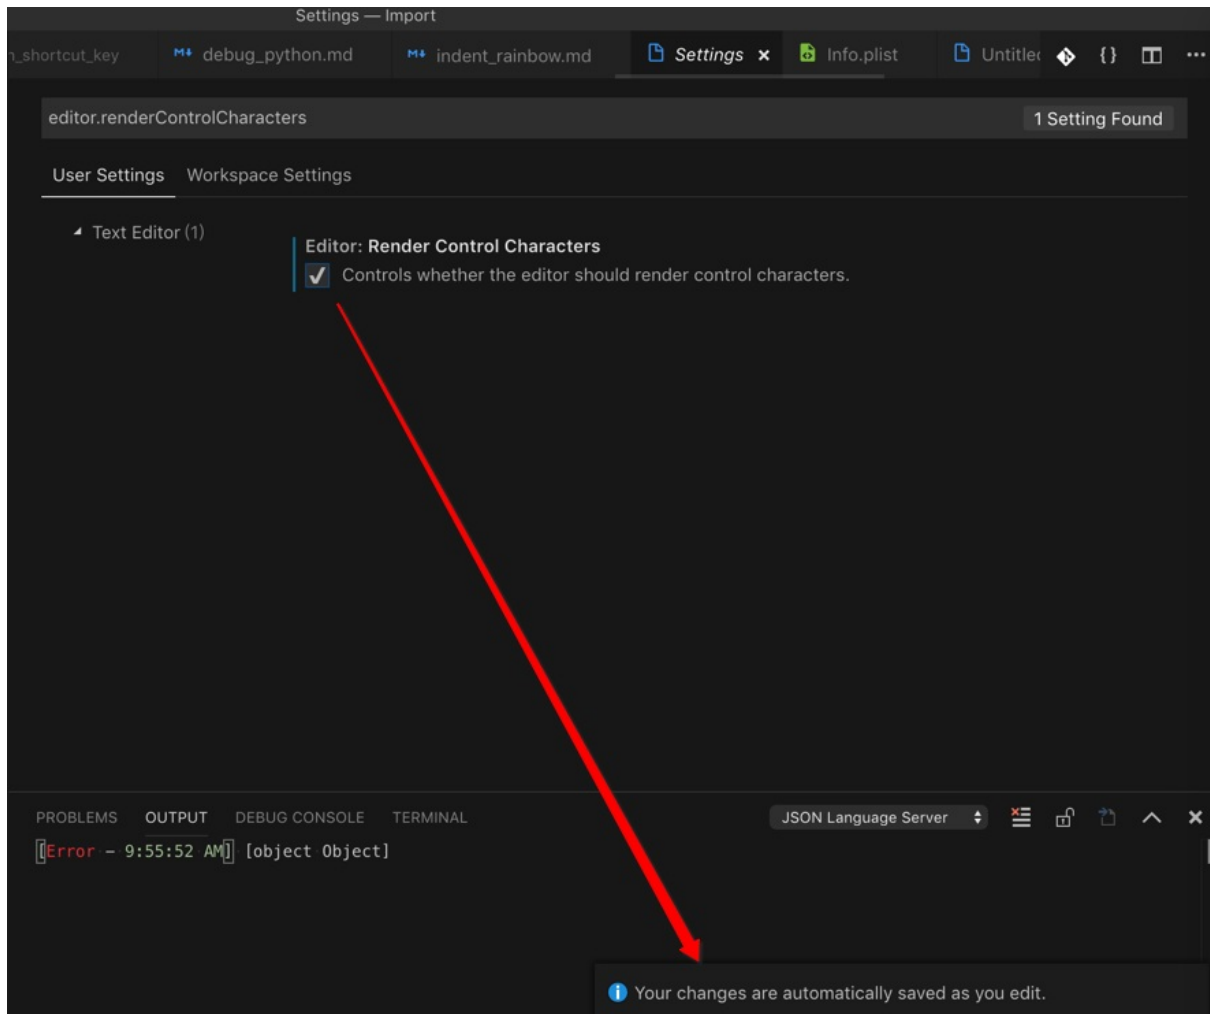 Settings — Import
n_shortcut_key debug_python.md indent_rainbow.md Settings Info.plist Untitled
editor.renderControlCharacters 1 Setting Found
User Settings Workspace Settings
Text Editor (1)
Editor: Render Control Characters
Controls whether the editor should render control characters.
PROBLEMS OUTPUT DEBUG CONSOLE TERMINAL JSON Language Server
[Error - 9:55:52 AM] [object Object]
Your changes are automatically saved as you edit.